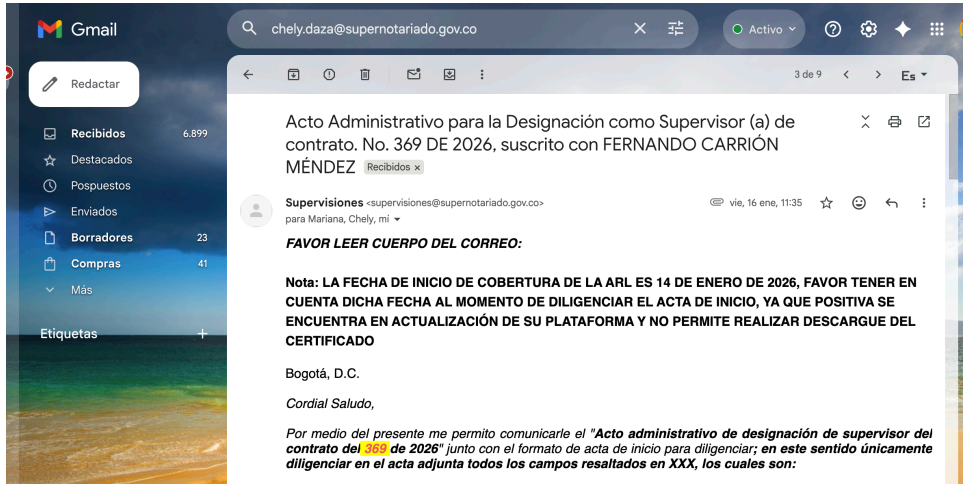 Gmail
chely.daza@supernotariado.gov.co
Activo
Redactar
3 de 9
Es
Recibidos 6.899
Destacados
Pospuestos
Enviados
Borradores 23
Compras 41
Más
Etiquetas
Acto Administrativo para la Designación como Supervisor (a) de
contrato. No. 369 DE 2026, suscrito con FERNANDO CARRIÓN
MÉNDEZ Recibidos x
Supervisiones <supervisiones@supernotariado.gov.co> vie, 16 ene, 11:35
para Mariana, Chely, mí
FAVOR LEER CUERPO DEL CORREO:
Nota: LA FECHA DE INICIO DE COBERTURA DE LA ARL ES 14 DE ENERO DE 2026, FAVOR TENER EN
CUENTA DICHA FECHA AL MOMENTO DE DILIGENCIAR EL ACTA DE INICIO, YA QUE POSITIVA SE
ENCUENTRA EN ACTUALIZACIÓN DE SU PLATAFORMA Y NO PERMITE REALIZAR DESCARGUE DEL
CERTIFICADO
Bogotá, D.C.
Cordial Saludo,
Por medio del presente me permito comunicarle el "Acto administrativo de designación de supervisor del
contrato del 369 de 2026" junto con el formato de acta de inicio para diligenciar; en este sentido únicamente
diligenciar en el acta adjunta todos los campos resaltados en XXX, los cuales son: